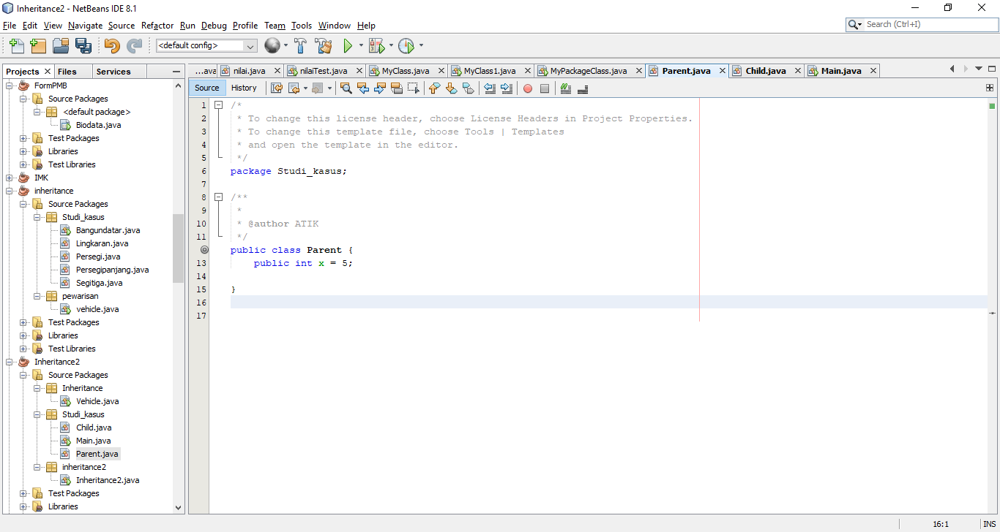 Inheritance2 - NetBeans IDE 8.1
File Edit View Navigate Source Refactor Run Debug Profile Team Tools Window Help
Search (Ctrl+I)
<default config>
Projects Files Services
...ava nilai.java nilaiTest.java MyClass.java MyClass1.java MyPackageClass.java Parent.java Child.java Main.java
Source History
FormPMB
Source Packages
<default package>
Biodata.java
Test Packages
Libraries
Test Libraries
IMK
inheritance
Source Packages
Studi_kasus
Bangundatar.java
Lingkaran.java
Persegi.java
Persegipanjang.java
Segitiga.java
pewarisan
vehicle.java
Test Packages
Libraries
Test Libraries
Inheritance2
Source Packages
Inheritance
Vehicle.java
Studi_kasus
Child.java
Main.java
Parent.java
inheritance2
Inheritance2.java
Test Packages
Libraries
1 /*
2 * To change this license header, choose License Headers in Project Properties.
3 * To change this template file, choose Tools | Templates
4 * and open the template in the editor.
5 */
6 package Studi_kasus;
7
8 /**
9 *
10 * @author ATIK
11 */
public class Parent {
13 public int x = 5;
14
15 }
16
17
16:1 INS